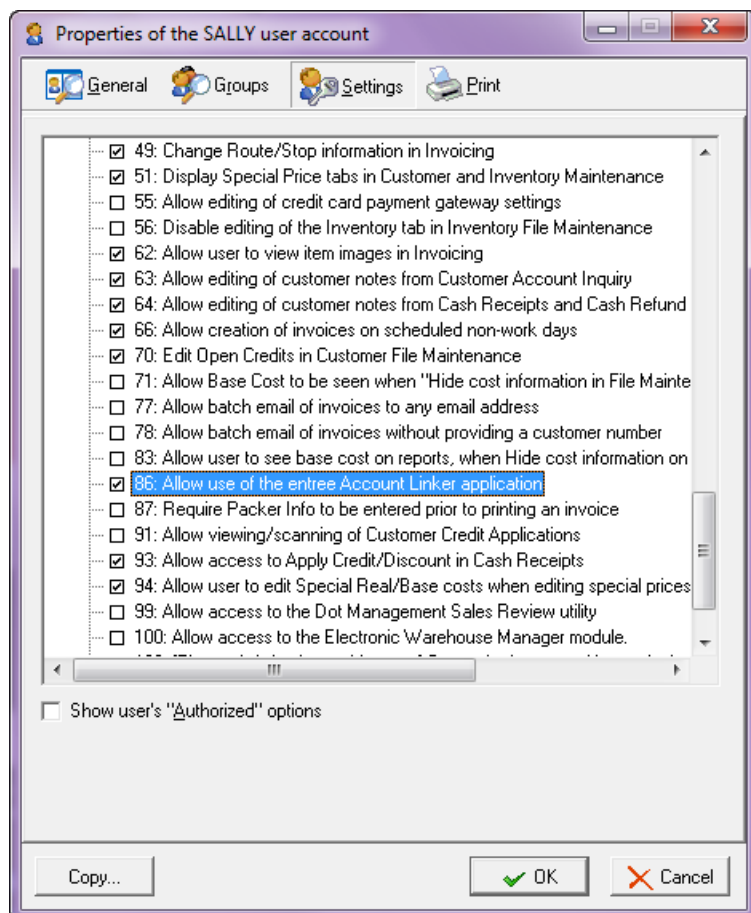 Properties of the SALLY user account
General Groups Settings Print
49: Change Route/Stop information in Invoicing
51: Display Special Price tabs in Customer and Inventory Maintenance
55: Allow editing of credit card payment gateway settings
56: Disable editing of the Inventory tab in Inventory File Maintenance
62: Allow user to view item images in Invoicing
63: Allow editing of customer notes from Customer Account Inquiry
64: Allow editing of customer notes from Cash Receipts and Cash Refund
66: Allow creation of invoices on scheduled non-work days
70: Edit Open Credits in Customer File Maintenance
71: Allow Base Cost to be seen when "Hide cost information in File Mainte
77: Allow batch email of invoices to any email address
78: Allow batch email of invoices without providing a customer number
83: Allow user to see base cost on reports, when Hide cost information on
86: Allow use of the entree Account Linker application
87: Require Packer Info to be entered prior to printing an invoice
91: Allow viewing/scanning of Customer Credit Applications
93: Allow access to Apply Credit/Discount in Cash Receipts
94: Allow user to edit Special Real/Base costs when editing special prices
99: Allow access to the Dot Management Sales Review utility
100: Allow access to the Electronic Warehouse Manager module.
Show user's "Authorized" options
Copy... OK Cancel